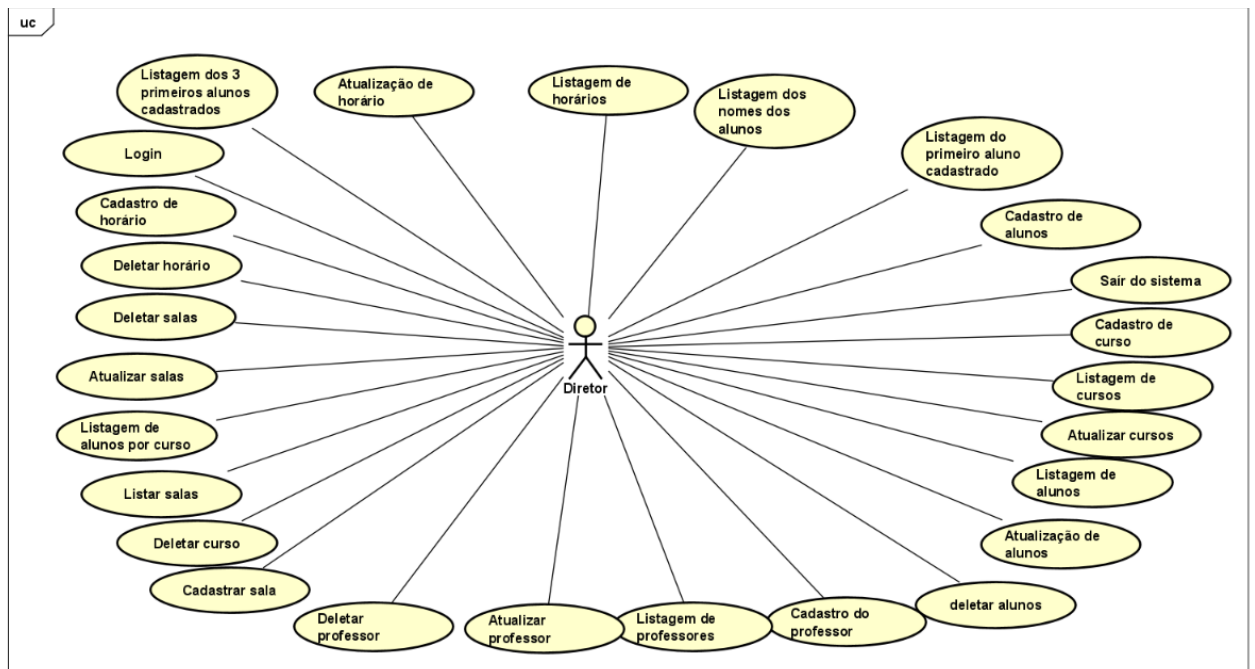 uc
Listagem dos 3
primeiros alunos
cadastrados
Atualização de
horário
Listagem de
horários
Listagem dos
nomes dos
alunos
Listagem do
primeiro aluno
cadastrado
Login
Cadastro de
horário
Cadastro de
alunos
Deletar horário
Saír do sistema
Deletar salas
Cadastro de
curso
Atualizar salas
Diretor
Listagem de
cursos
Listagem de
alunos por curso
Atualizar cursos
Listagem de
alunos
Listar salas
Deletar curso
Atualização de
alunos
Cadastrar sala
deletar alunos
Deletar
professor
Atualizar
professor
Listagem de
professores
Cadastro do
professor